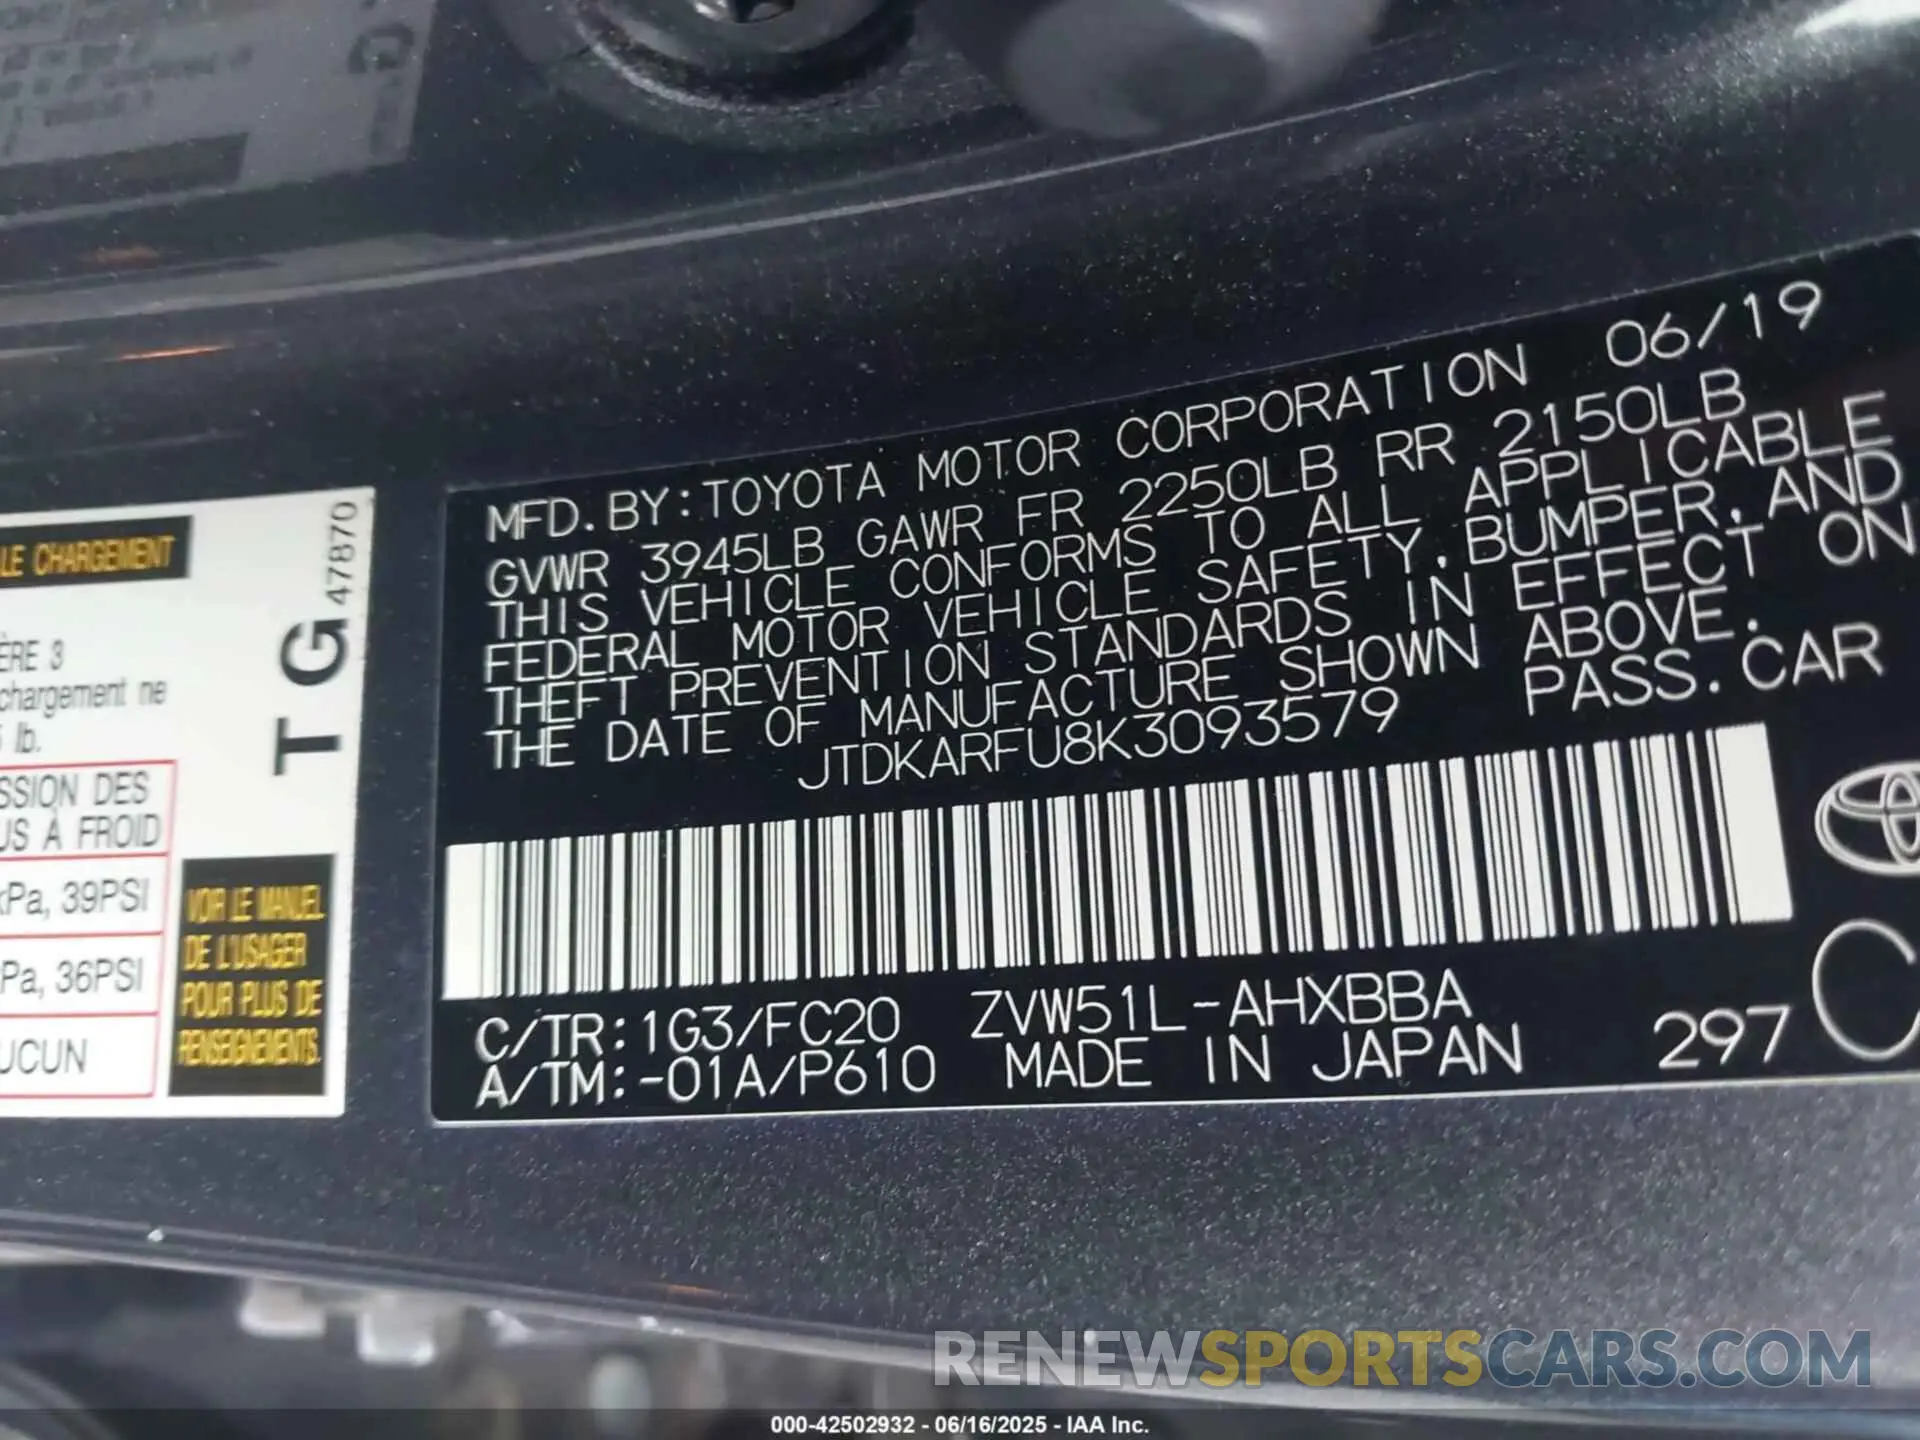 LE CHARGEMENT
ÈRE 3
chargement ne
lb.
SSION DES
US À FROID
kPa, 39PSI
Pa, 36PSI
UCUN
TG 47870
VOIR LE MANUEL
DE L'USAGER
POUR PLUS DE
RENSEIGNEMENTS.
MFD. BY: TOYOTA MOTOR CORPORATION 06/19
GVWR 3945LB GAWR FR 2250LB RR 2150LB
THIS VEHICLE CONFORMS TO ALL APPLICABLE
FEDERAL MOTOR VEHICLE SAFETY, BUMPER, AND
THEFT PREVENTION STANDARDS IN EFFECT ON
THE DATE OF MANUFACTURE SHOWN ABOVE.
JTDKARFU8K3093579 PASS. CAR
C/TR: 1G3/FC20 ZVW51L-AHXBBA
A/TM: -01A/P610 MADE IN JAPAN 297 C
RENEWSPORTSCARS.COM
000-42502932 - 06/16/2025 - IAA Inc.